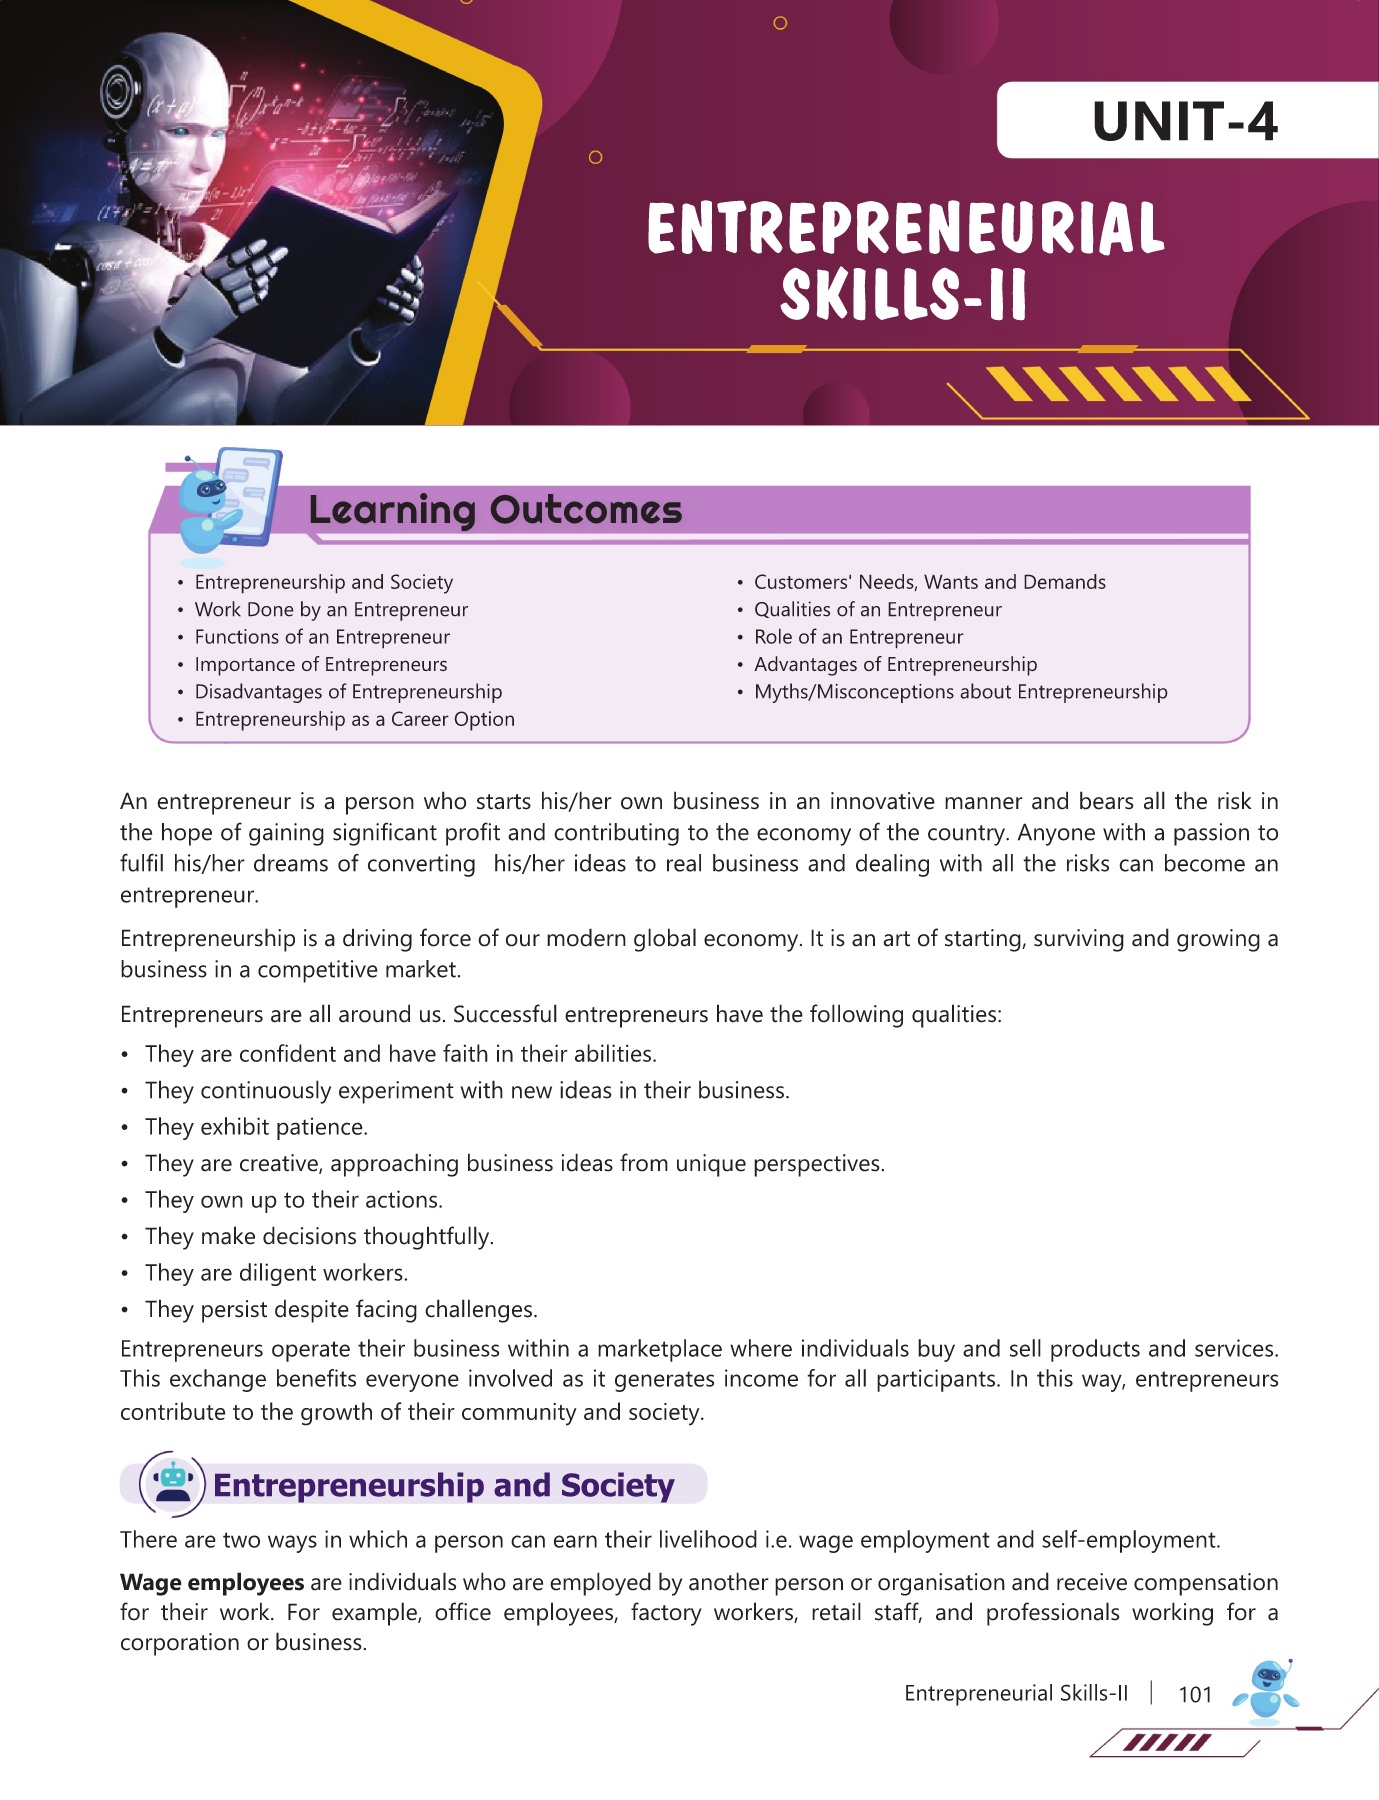 UNIT-4
ENTREPRENEURIAL
SKILLS-II
Learning Outcomes
• Entrepreneurship and Society
• Work Done by an Entrepreneur
• Functions of an Entrepreneur
• Importance of Entrepreneurs
• Disadvantages of Entrepreneurship
• Entrepreneurship as a Career Option
• Customers' Needs, Wants and Demands
• Qualities of an Entrepreneur
• Role of an Entrepreneur
• Advantages of Entrepreneurship
• Myths/Misconceptions about Entrepreneurship
An entrepreneur is a person who starts his/her own business in an innovative manner and bears all the risk in
the hope of gaining significant profit and contributing to the economy of the country. Anyone with a passion to
fulfil his/her dreams of converting his/her ideas to real business and dealing with all the risks can become an
entrepreneur.
Entrepreneurship is a driving force of our modern global economy. It is an art of starting, surviving and growing a
business in a competitive market.
Entrepreneurs are all around us. Successful entrepreneurs have the following qualities:
• They are confident and have faith in their abilities.
• They continuously experiment with new ideas in their business.
• They exhibit patience.
• They are creative, approaching business ideas from unique perspectives.
• They own up to their actions.
• They make decisions thoughtfully.
• They are diligent workers.
• They persist despite facing challenges.
Entrepreneurs operate their business within a marketplace where individuals buy and sell products and services.
This exchange benefits everyone involved as it generates income for all participants. In this way, entrepreneurs
contribute to the growth of their community and society.
Entrepreneurship and Society
There are two ways in which a person can earn their livelihood i.e. wage employment and self-employment.
Wage employees are individuals who are employed by another person or organisation and receive compensation
for their work. For example, office employees, factory workers, retail staff, and professionals working for a
corporation or business.
Entrepreneurial Skills-II | 101